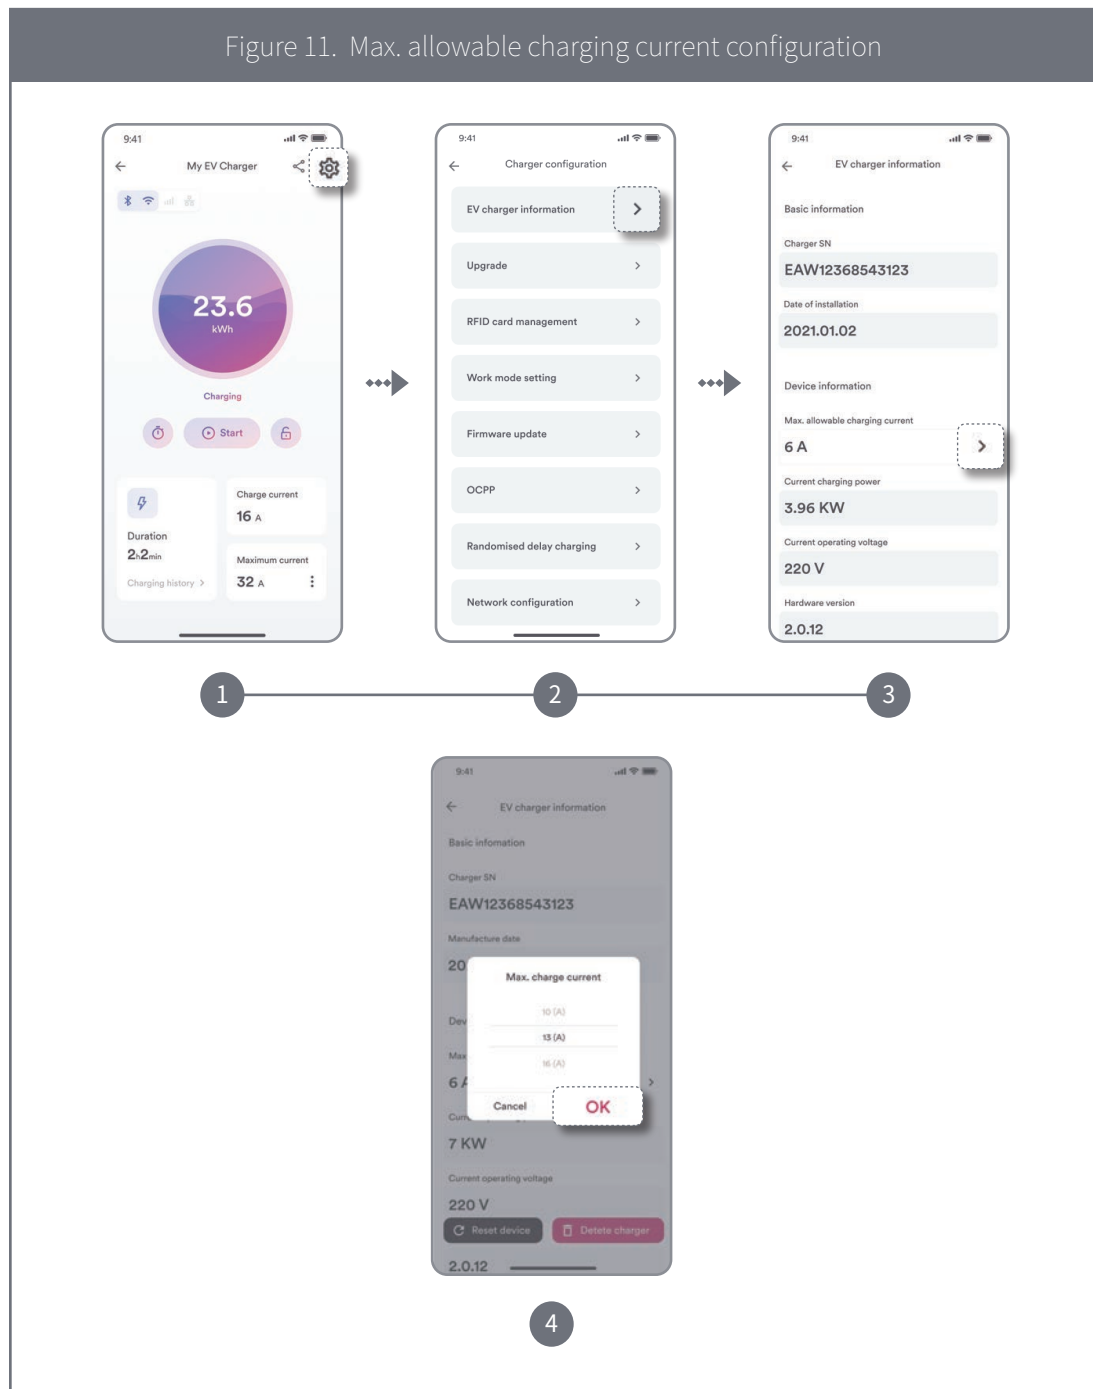 Figure 11. Max. allowable charging current configuration
9:41
My EV Charger
23.6
kWh
Charging
Start
Duration
2h2min
Charging history >
Charge current
16 A
Maximum current
32 A
9:41
Charger configuration
EV charger information
Upgrade
RFID card management
Work mode setting
Firmware update
OCPP
Randomised delay charging
Network configuration
9:41
EV charger information
Basic information
Charger SN
EAW12368543123
Date of installation
2021.01.02
Device information
Max. allowable charging current
6 A
Current charging power
3.96 KW
Current operating voltage
220 V
Hardware version
2.0.12
1
2
3
9:41
EV charger information
Basic infomation
Charger SN
EAW12368543123
Manufacture date
20
Max. charge current
10 (A)
Dev
13 (A)
Max
16 (A)
6 A
Cancel
OK
7 KW
Current operating voltage
220 V
Reset device
Detete charger
2.0.12
4